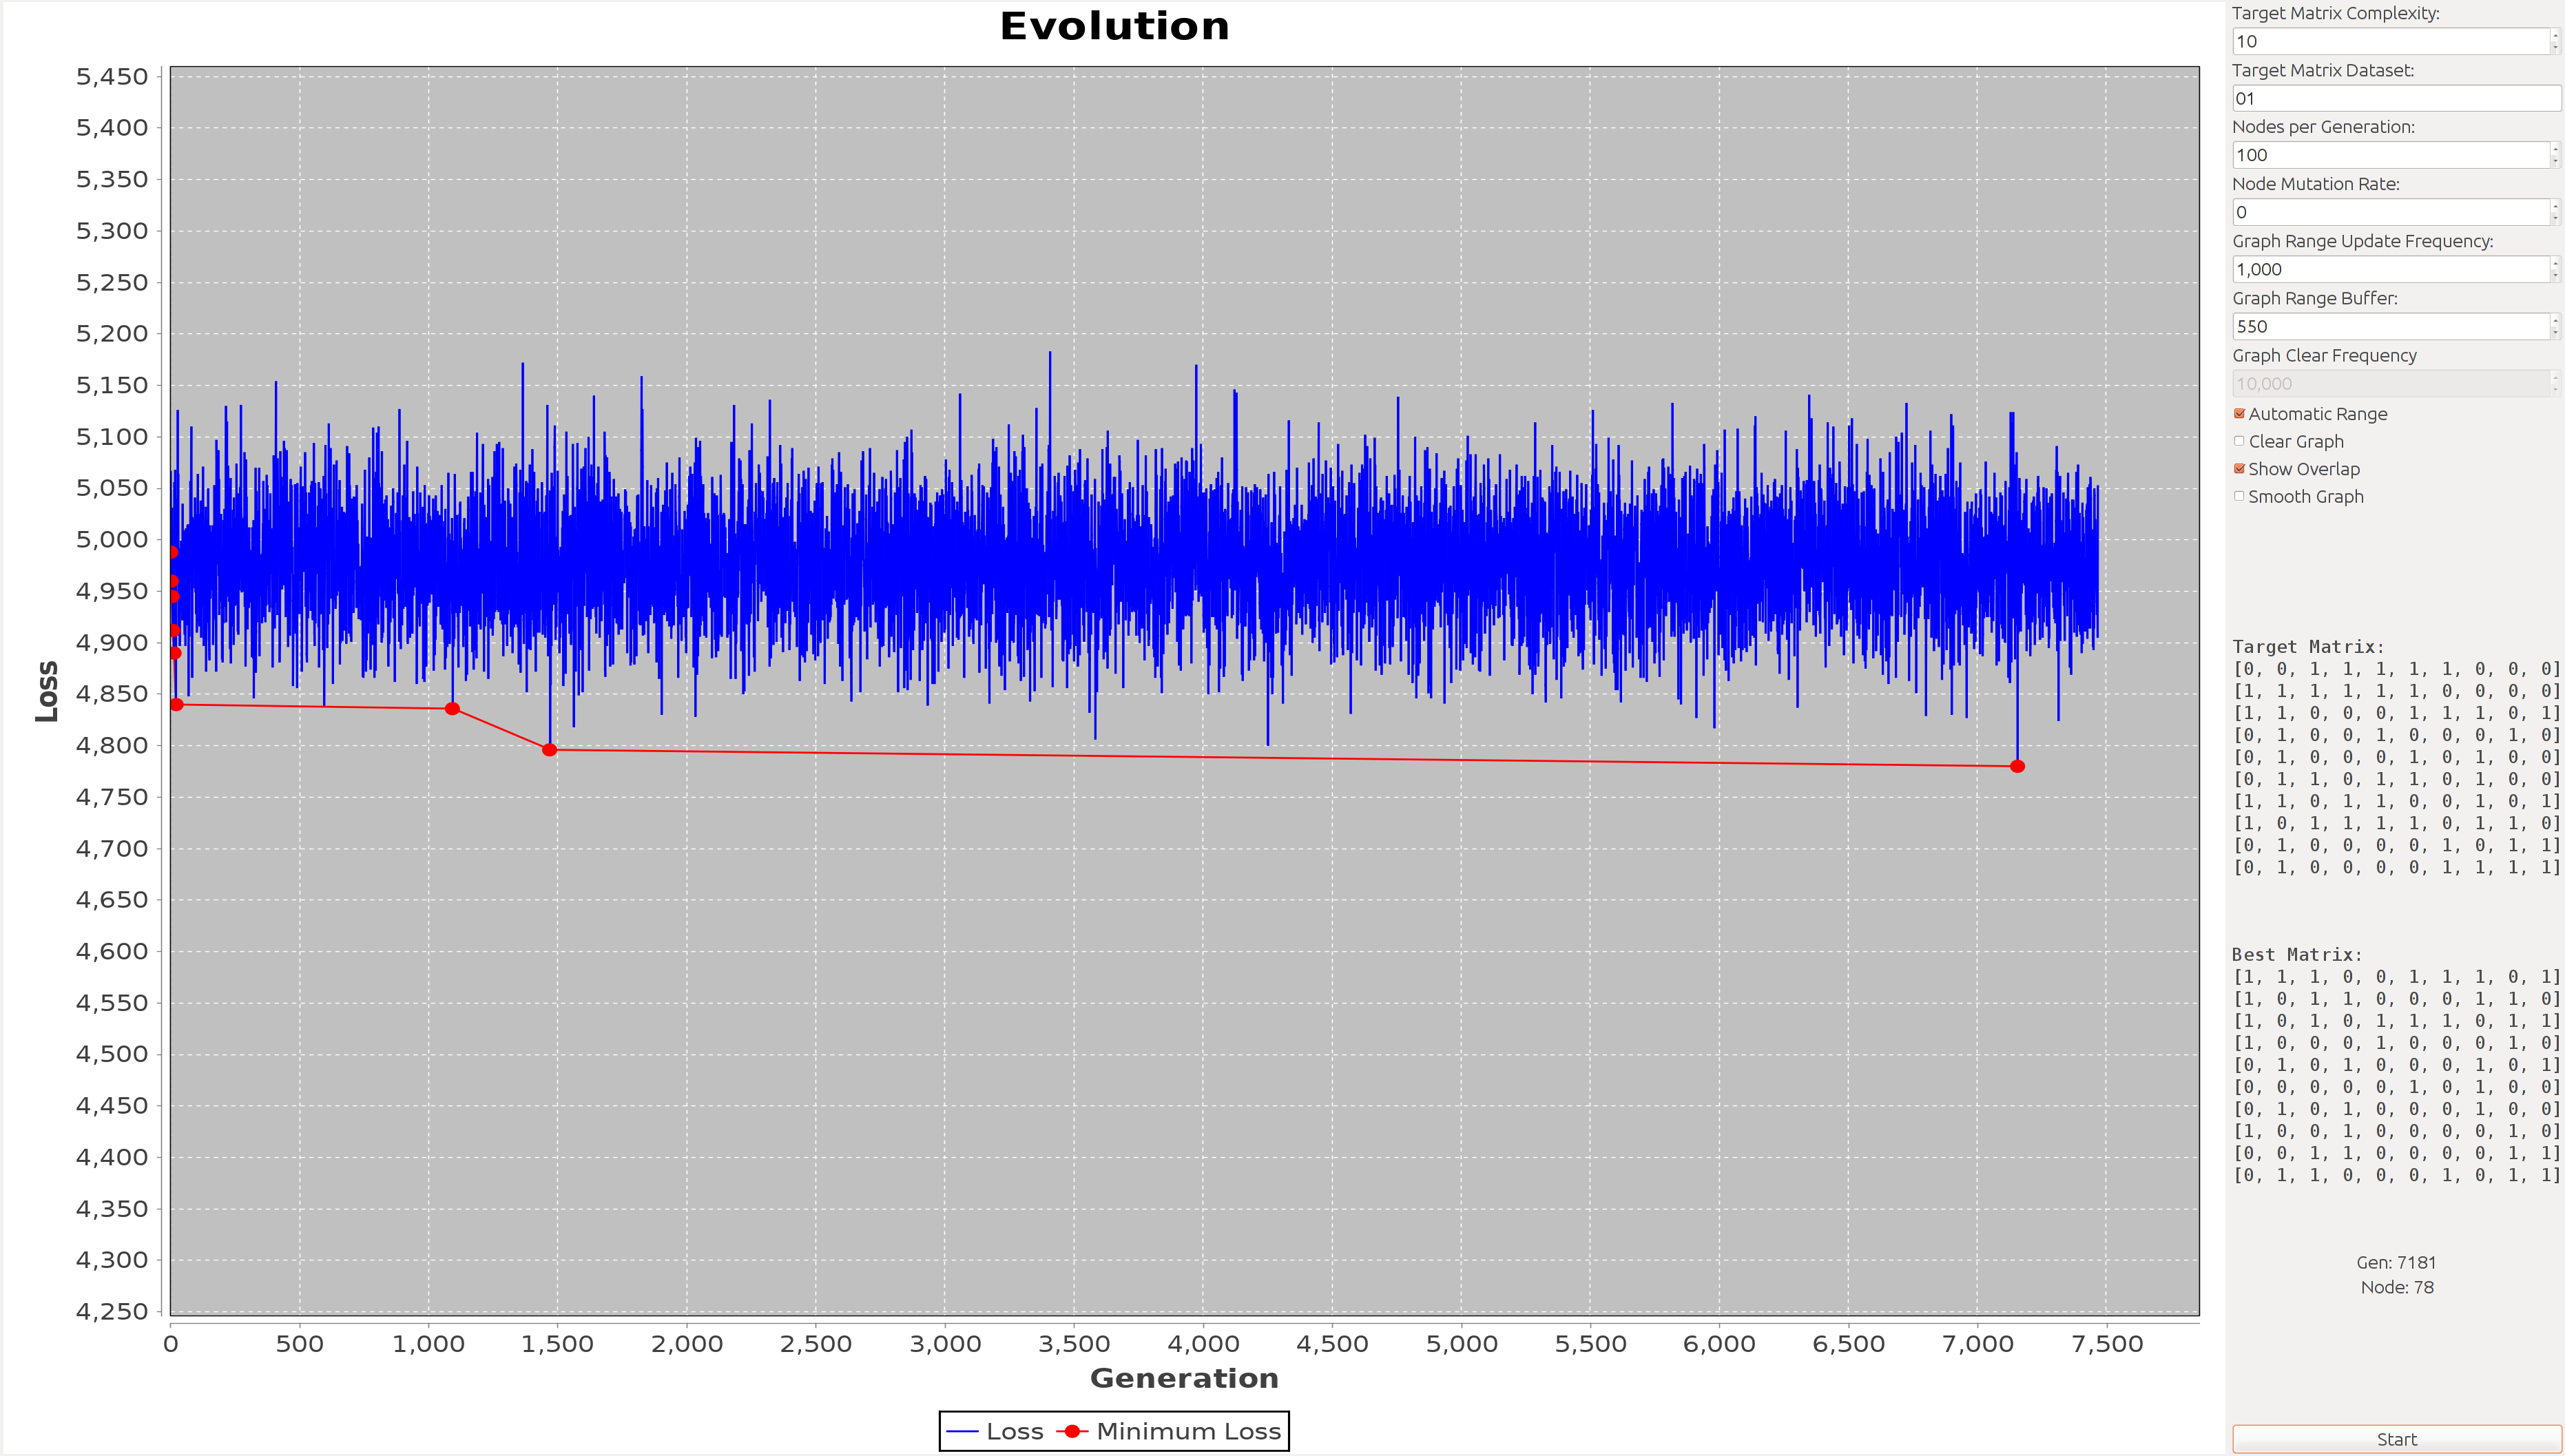 Evolution
5,450
5,400
5,350
5,300
5,250
5,200
5,150
5,100
5,050
5,000
4,950
4,900
4,850
4,800
4,750
4,700
4,650
4,600
4,550
4,500
4,450
4,400
4,350
4,300
4,250
Loss
0 500 1,000 1,500 2,000 2,500 3,000 3,500 4,000 4,500 5,000 5,500 6,000 6,500 7,000 7,500
Generation
Loss Minimum Loss
Target Matrix Complexity:
10
Target Matrix Dataset:
01
Nodes per Generation:
100
Node Mutation Rate:
0
Graph Range Update Frequency:
1,000
Graph Range Buffer:
550
Graph Clear Frequency
10,000
Automatic Range
Clear Graph
Show Overlap
Smooth Graph
Target Matrix:
[0, 0, 1, 1, 1, 1, 1, 0, 0, 0]
[1, 1, 1, 1, 1, 1, 0, 0, 0, 0]
[1, 1, 0, 0, 0, 1, 1, 1, 0, 1]
[0, 1, 0, 0, 1, 0, 0, 0, 1, 0]
[0, 1, 0, 0, 0, 1, 0, 1, 0, 0]
[0, 1, 1, 0, 1, 1, 0, 1, 0, 0]
[1, 1, 0, 1, 1, 0, 0, 1, 0, 1]
[1, 0, 1, 1, 1, 1, 0, 1, 1, 0]
[0, 1, 0, 0, 0, 0, 1, 0, 1, 1]
[0, 1, 0, 0, 0, 0, 1, 1, 1, 1]
Best Matrix:
[1, 1, 1, 0, 0, 1, 1, 1, 0, 1]
[1, 0, 1, 1, 0, 0, 0, 1, 1, 0]
[1, 0, 1, 0, 1, 1, 1, 0, 1, 1]
[1, 0, 0, 0, 1, 0, 0, 0, 1, 0]
[0, 1, 0, 1, 0, 0, 0, 1, 0, 1]
[0, 0, 0, 0, 0, 1, 0, 1, 0, 0]
[0, 1, 0, 1, 0, 0, 0, 1, 0, 0]
[1, 0, 0, 1, 0, 0, 0, 0, 1, 0]
[0, 0, 1, 1, 0, 0, 0, 0, 1, 1]
[0, 1, 1, 0, 0, 0, 1, 0, 1, 1]
Gen: 7181
Node: 78
Start